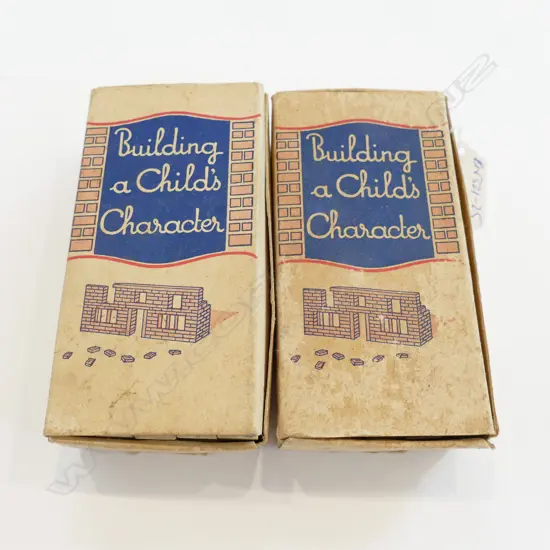 Building
a Child's
Character
Building
a Child's
Character